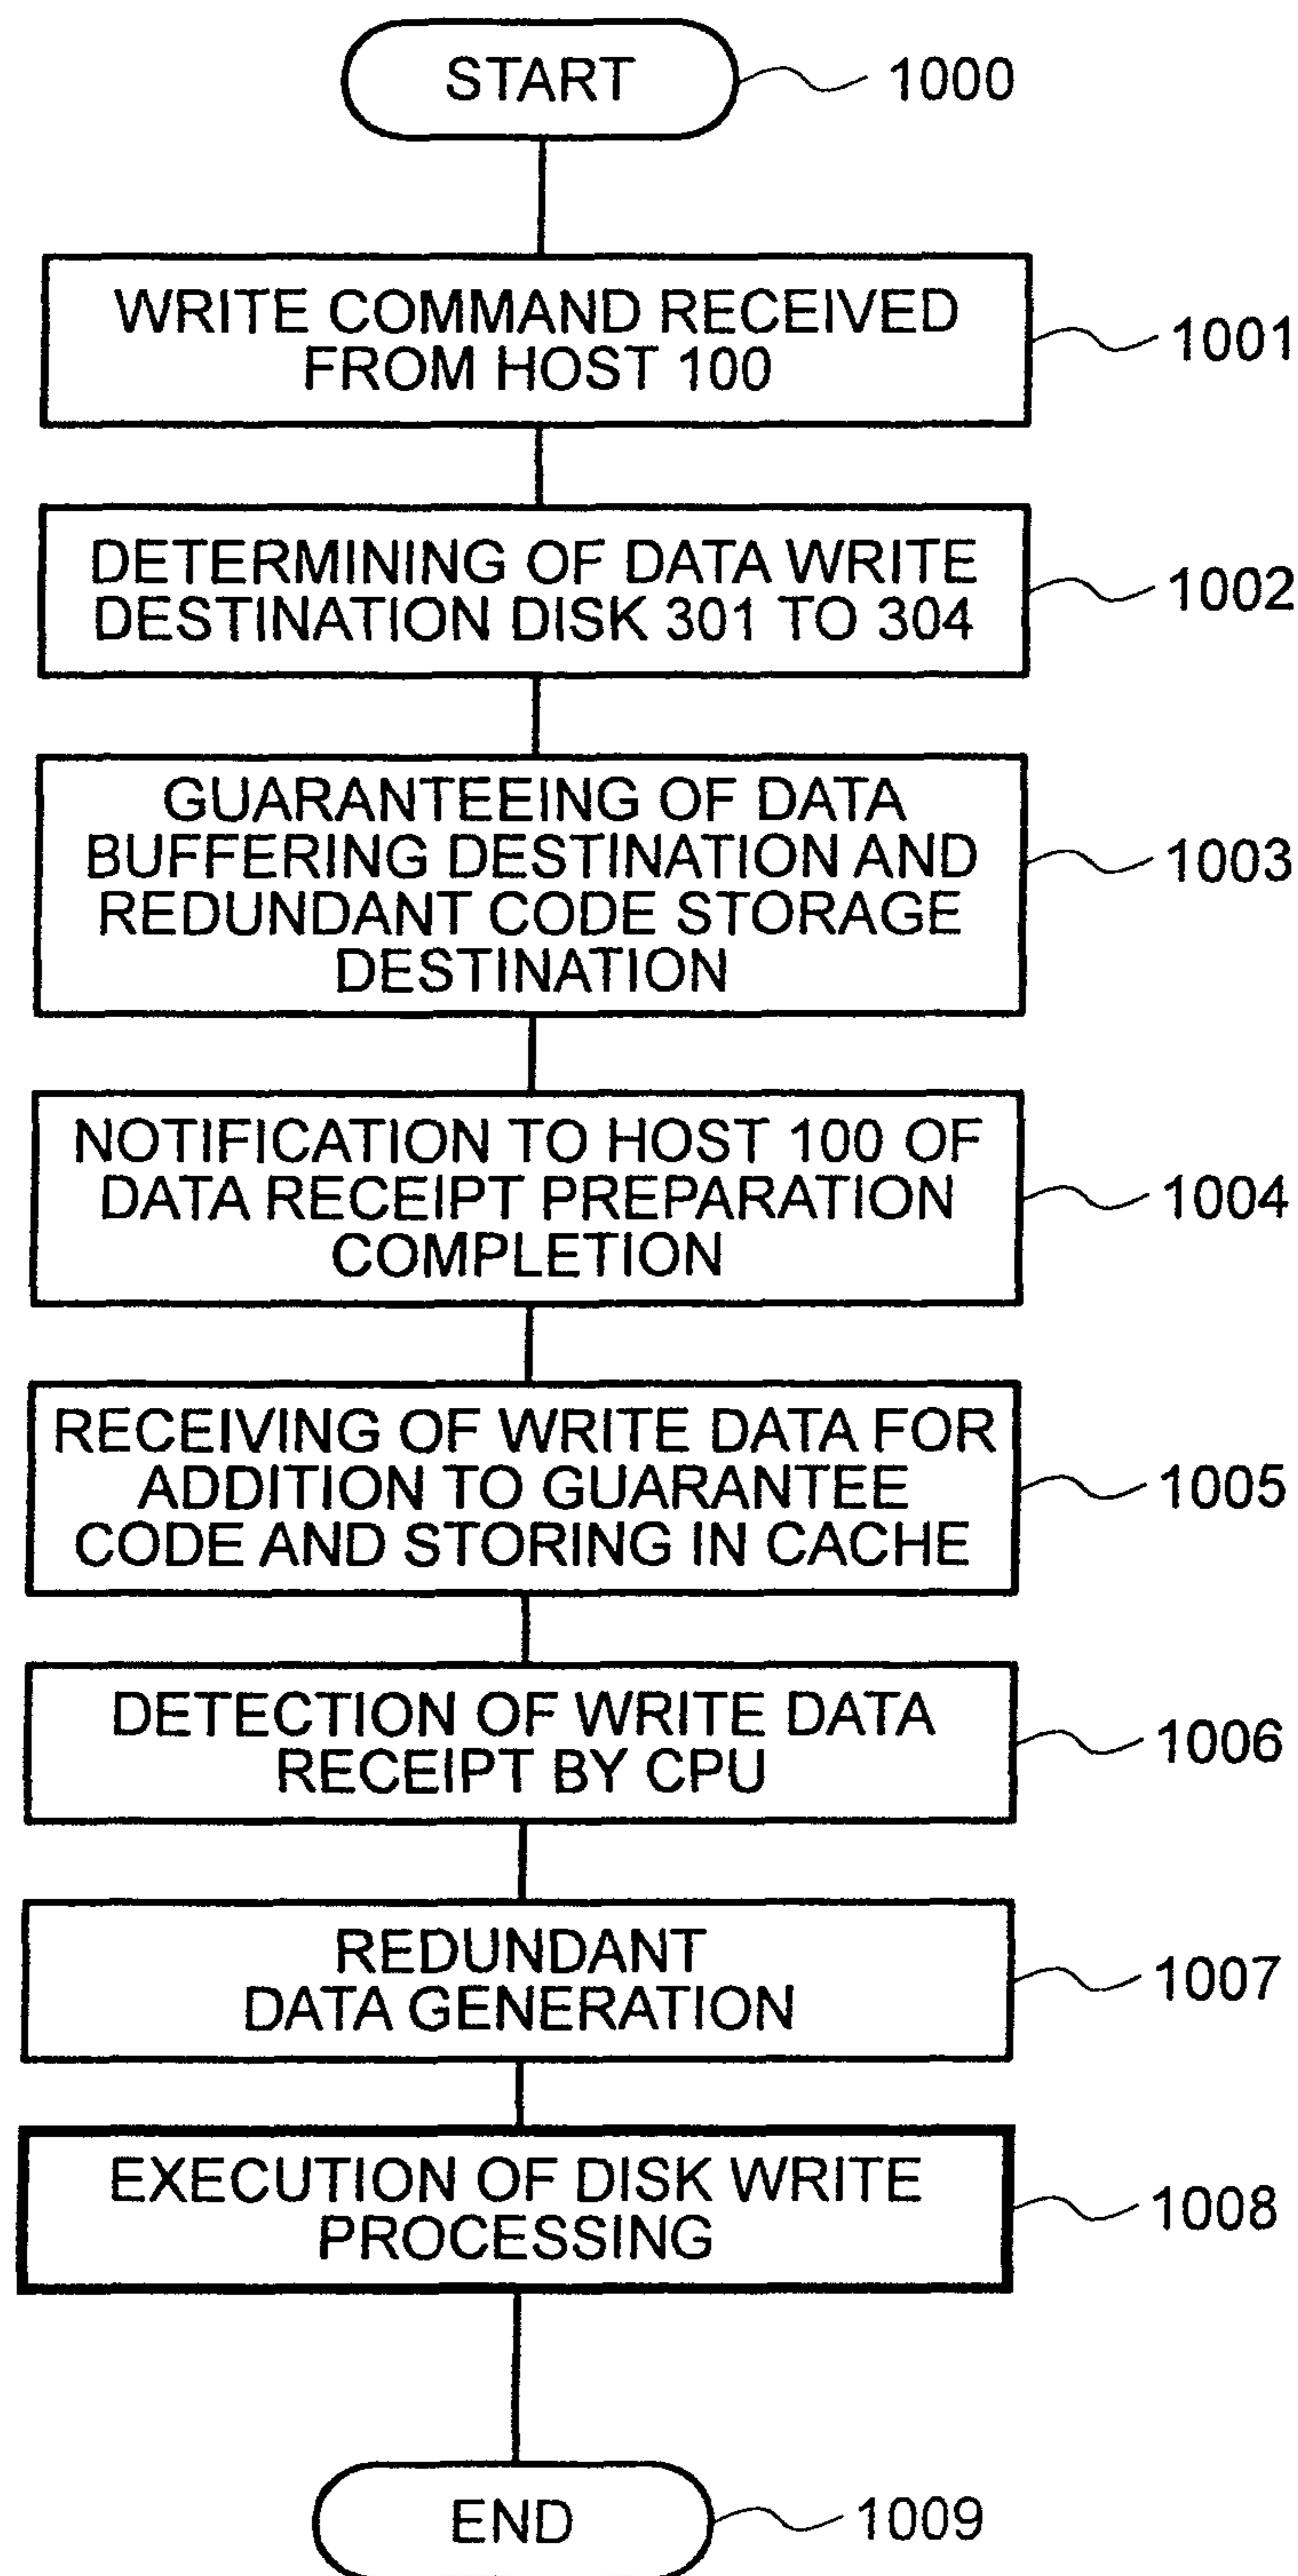 START
1000
WRITE COMMAND RECEIVED
FROM HOST 100
1001
DETERMINING OF DATA WRITE
DESTINATION DISK 301 TO 304
1002
GUARANTEEING OF DATA
BUFFERING DESTINATION AND
REDUNDANT CODE STORAGE
DESTINATION
1003
NOTIFICATION TO HOST 100 OF
DATA RECEIPT PREPARATION
COMPLETION
1004
RECEIVING OF WRITE DATA FOR
ADDITION TO GUARANTEE
CODE AND STORING IN CACHE
1005
DETECTION OF WRITE DATA
RECEIPT BY CPU
1006
REDUNDANT
DATA GENERATION
1007
EXECUTION OF DISK WRITE
PROCESSING
1008
END
1009